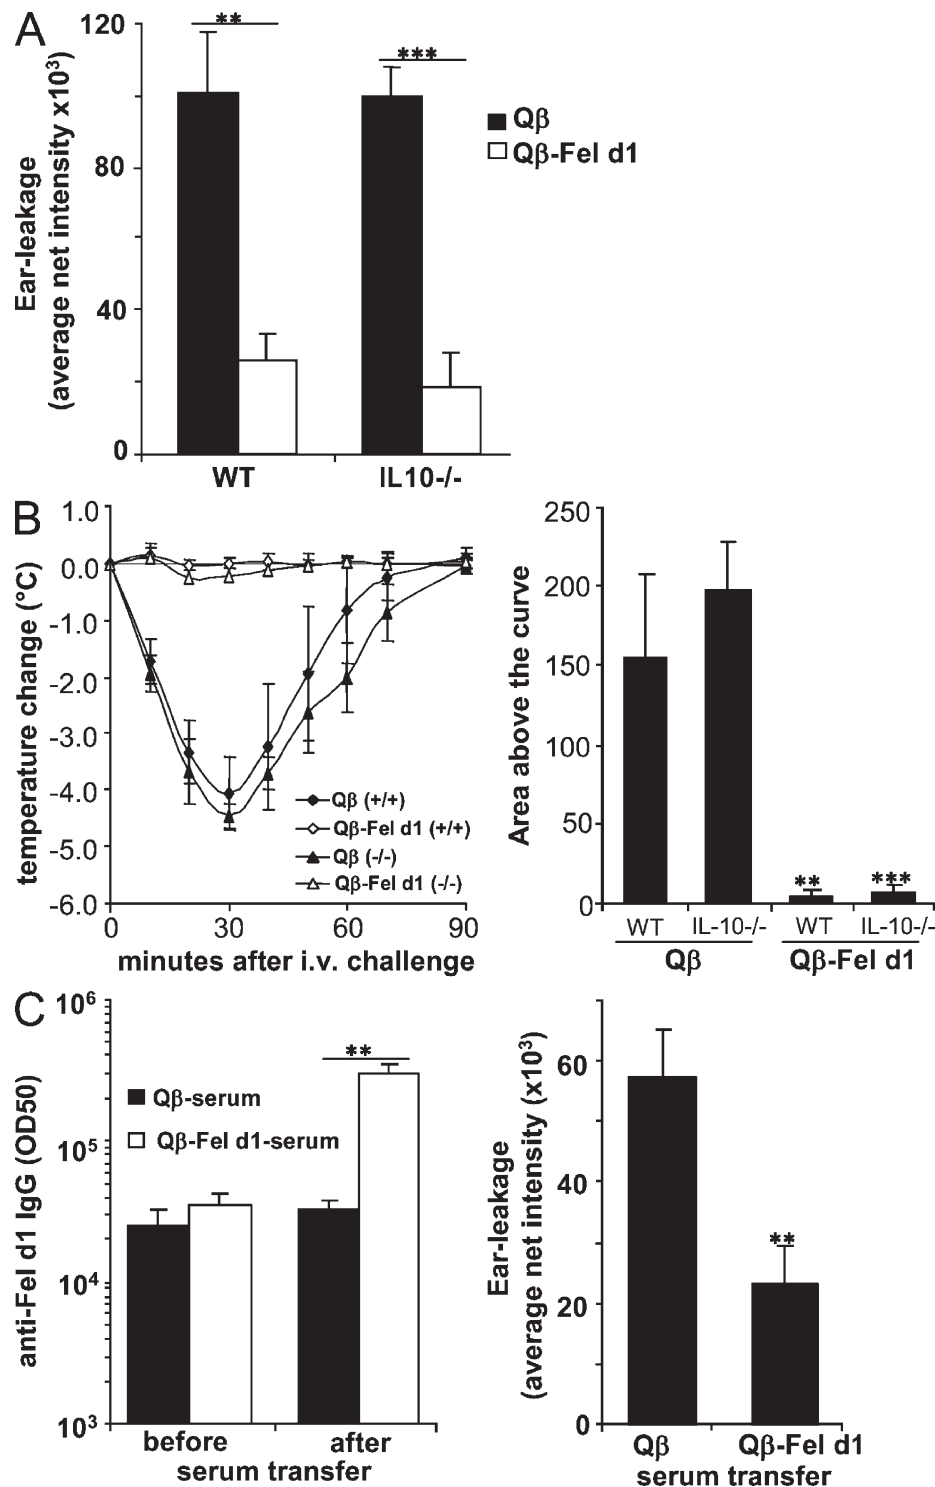 A
Ear-leakage
(average net intensity x10³)
120
80
40
0
**
***
Qβ
Qβ-Fel d1
WT
IL10-/-
B
temperature change (°C)
1.0
0.0
-1.0
-2.0
-3.0
-4.0
-5.0
-6.0
Qβ (+/+)
Qβ-Fel d1 (+/+)
Qβ (-/-)
Qβ-Fel d1 (-/-)
0
30
60
90
minutes after i.v. challenge
Area above the curve
250
200
150
100
50
0
**
***
WT
IL-10-/-
WT
IL-10-/-
Qβ
Qβ-Fel d1
C
anti-Fel d1 IgG (OD50)
10⁶
10⁵
10⁴
10³
**
Qβ-serum
Qβ-Fel d1-serum
before
after
serum transfer
Ear-leakage
(average net intensity (x10³)
60
40
20
0
**
Qβ
Qβ-Fel d1
serum transfer